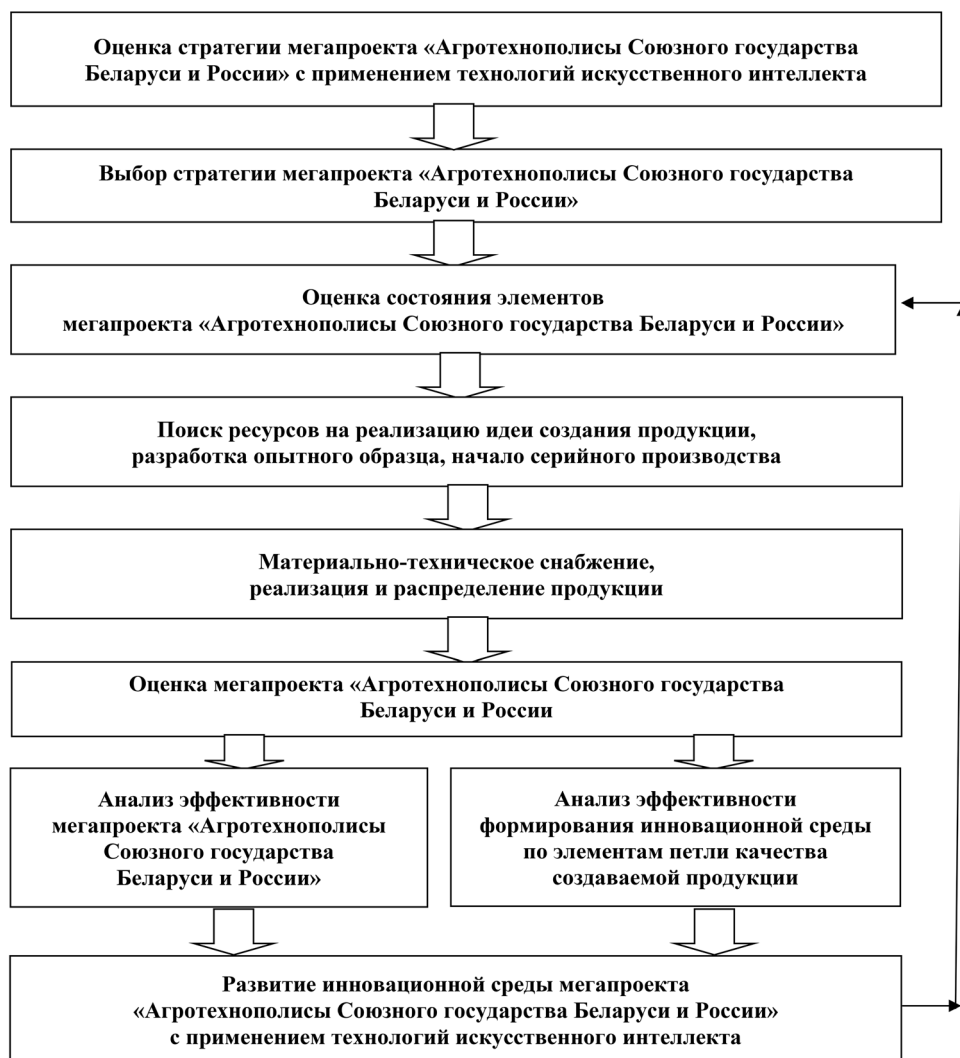 Оценка стратегии мегапроекта «Агротехнополисы Союзного государства
Беларуси и России» с применением технологий искусственного интеллекта
Выбор стратегии мегапроекта «Агротехнополисы Союзного государства
Беларуси и России»
Оценка состояния элементов
мегапроекта «Агротехнополисы Союзного государства Беларуси и России»
Поиск ресурсов на реализацию идеи создания продукции,
разработка опытного образца, начало серийного производства
Материально-техническое снабжение,
реализация и распределение продукции
Оценка мегапроекта «Агротехнополисы Союзного государства
Беларуси и России
Анализ эффективности
мегапроекта «Агротехнополисы
Союзного государства
Беларуси и России»
Анализ эффективности
формирования инновационной среды
по элементам петли качества
создаваемой продукции
Развитие инновационной среды мегапроекта
«Агротехнополисы Союзного государства Беларуси и России»
с применением технологий искусственного интеллекта